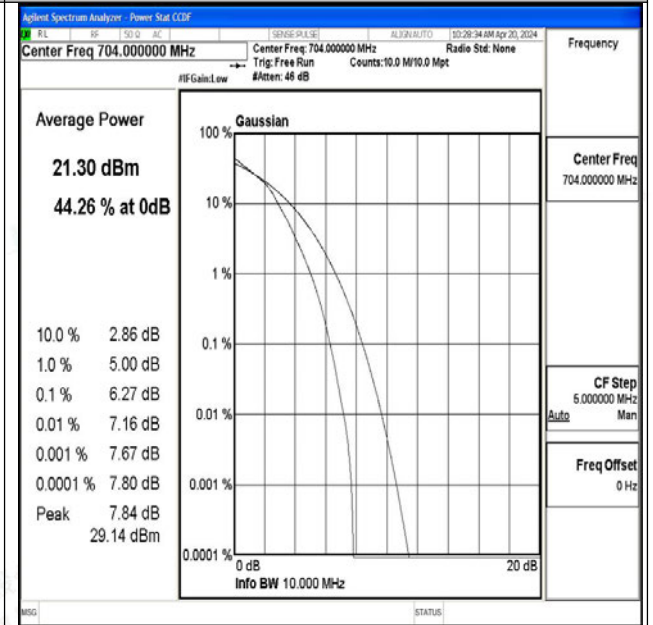 Agilent Spectrum Analyzer - Power Stat CCDF
RL RF 50 Ω AC SENSE:PULSE ALIGN AUTO 10:28:34 AM Apr 20, 2024
Center Freq 704.000000 MHz Center Freq: 704.000000 MHz Radio Std: None Frequency
Trig: Free Run Counts:10.0 M/10.0 Mpt
#IFGain:Low #Atten: 46 dB
Average Power
21.30 dBm
44.26 % at 0dB
10.0 % 2.86 dB
1.0 % 5.00 dB
0.1 % 6.27 dB
0.01 % 7.16 dB
0.001 % 7.67 dB
0.0001 % 7.80 dB
Peak 7.84 dB
29.14 dBm
Gaussian
100 %
10 %
1 %
0.1 %
0.01 %
0.001 %
0.0001 %
0 dB 20 dB
Info BW 10.000 MHz
Center Freq
704.000000 MHz
CF Step
5.000000 MHz
Auto Man
Freq Offset
0 Hz
MSG STATUS